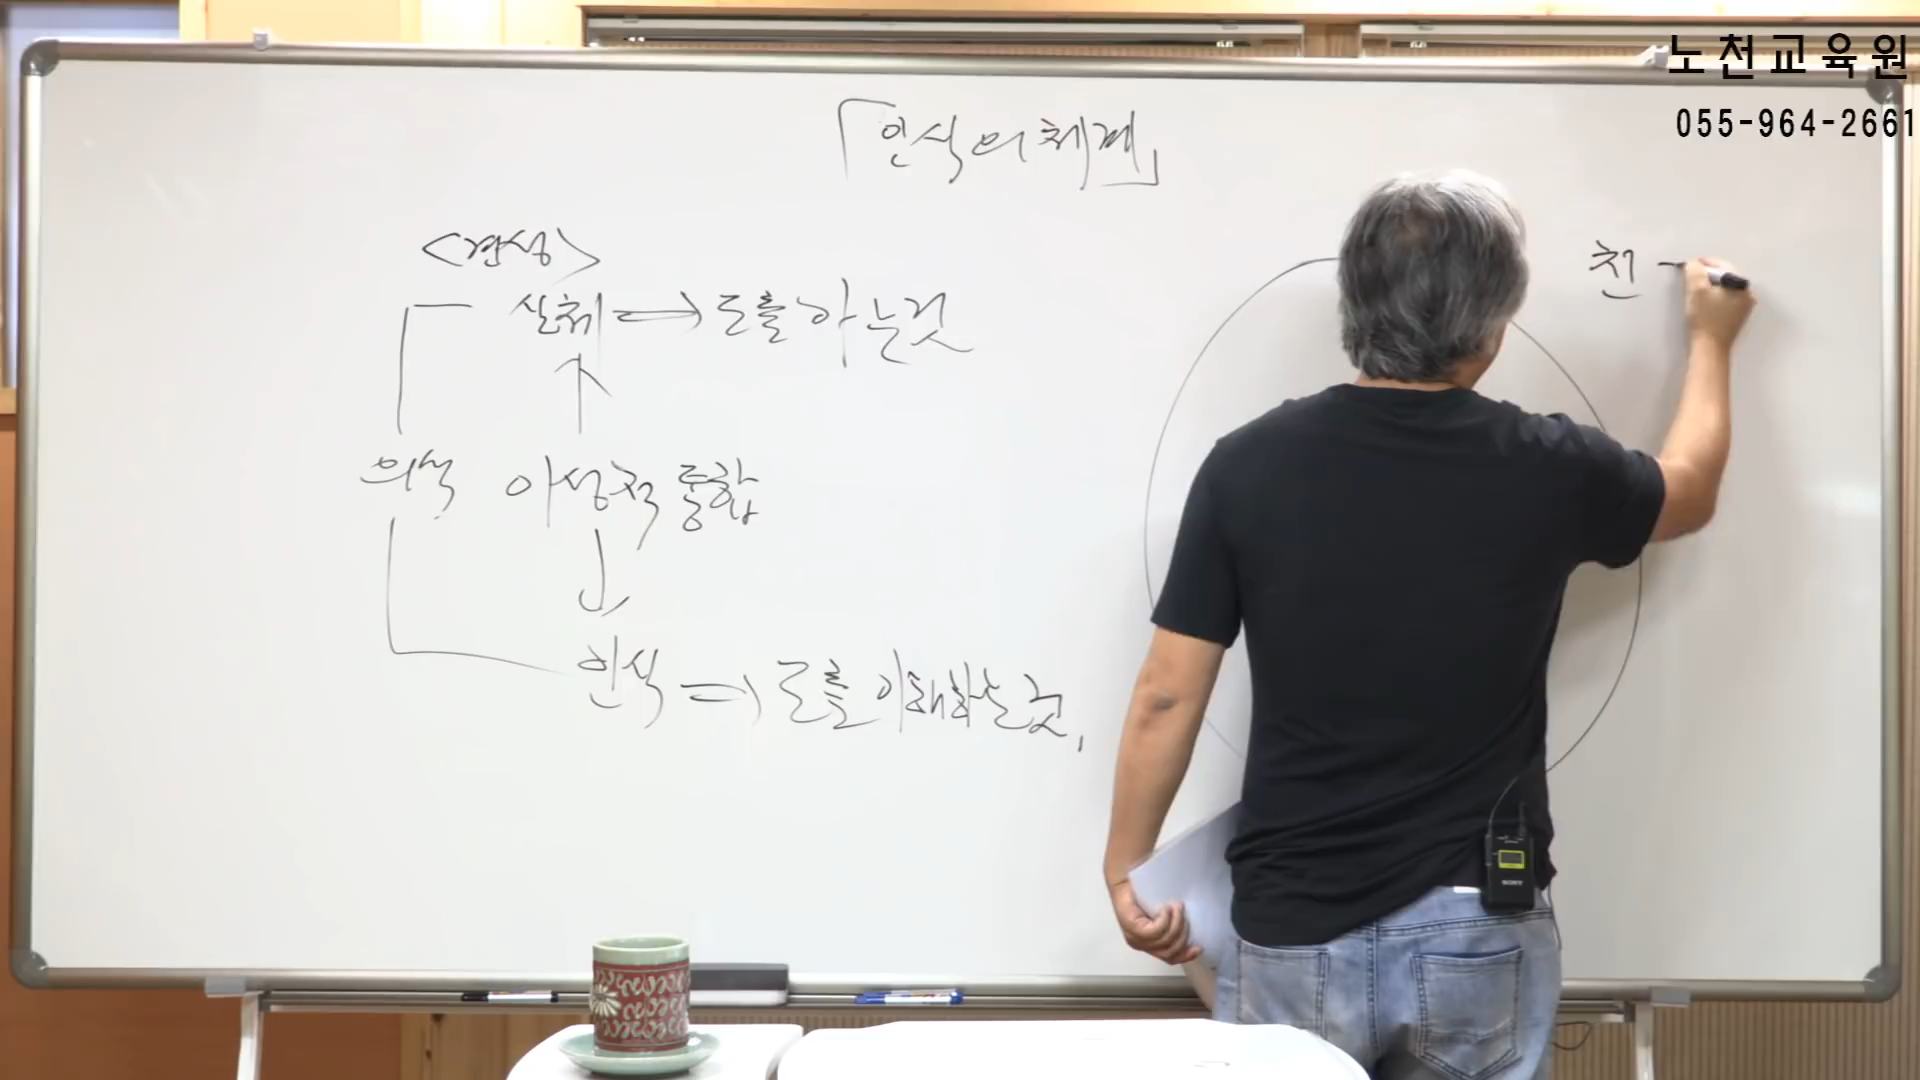 노천교육원
055-964-2661
「인식의 체계」
<견성>
실체 ⇒ 도를 하는것
의식 이성적 통합
인식 ⇒ 도를 이해하는것,
천
SONY